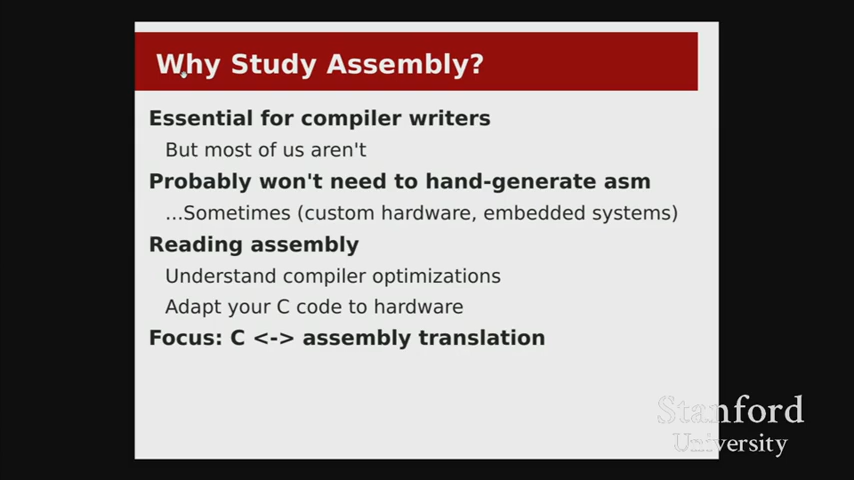 Why Study Assembly?
Essential for compiler writers
But most of us aren't
Probably won't need to hand-generate asm
...Sometimes (custom hardware, embedded systems)
Reading assembly
Understand compiler optimizations
Adapt your C code to hardware
Focus: C <-> assembly translation
Stanford
University